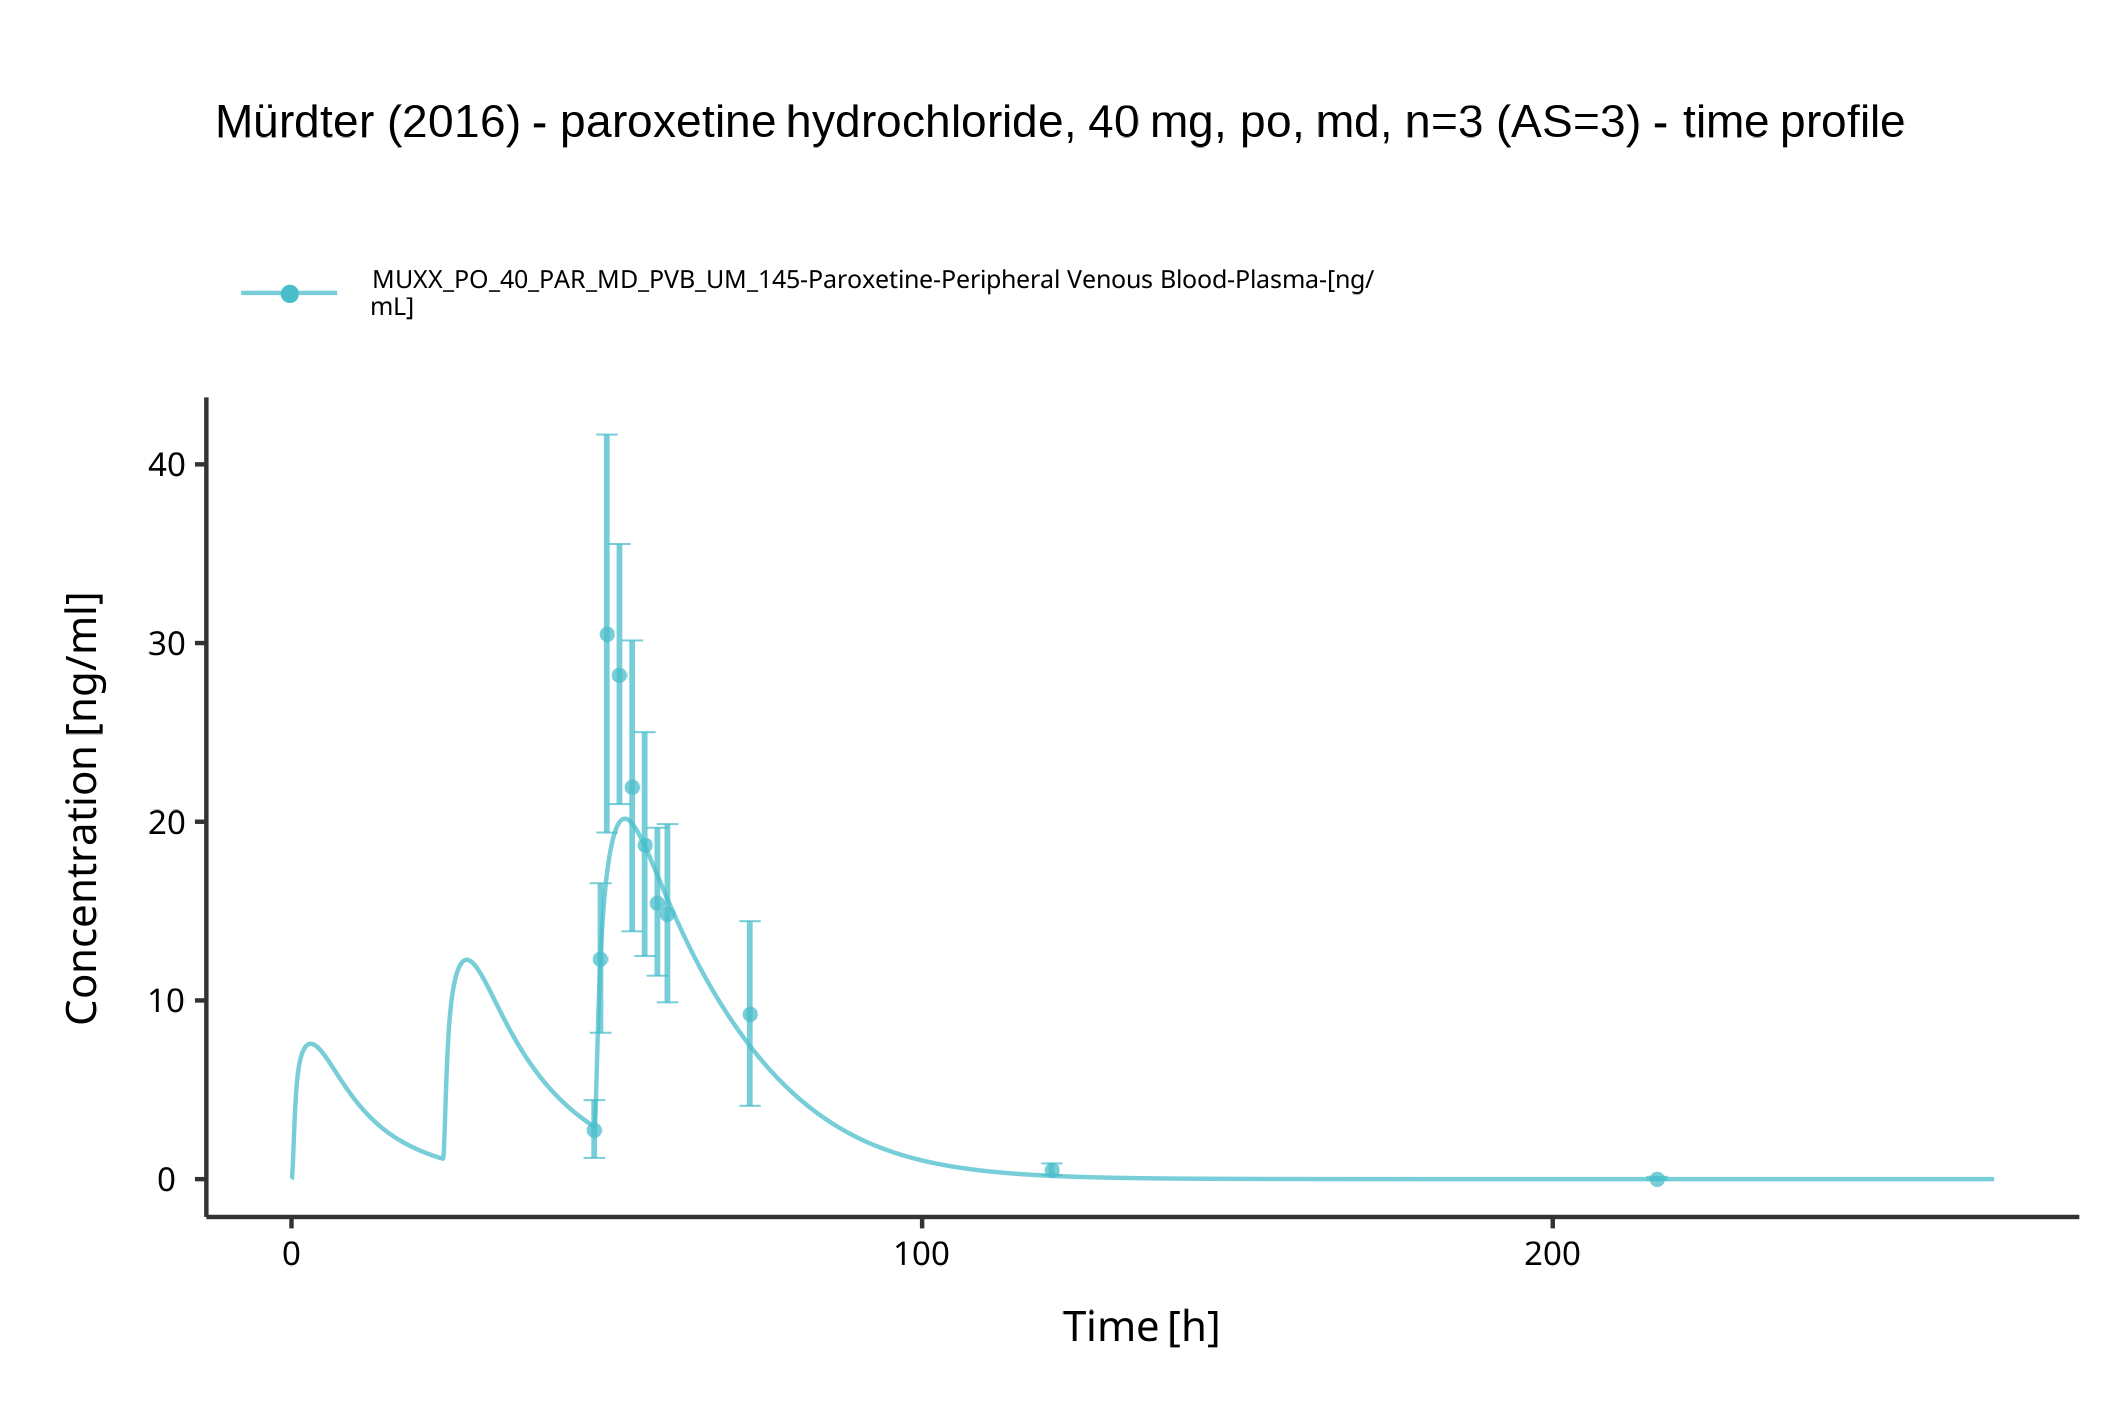 Mürdter (2016) - paroxetine hydrochloride, 40 mg, po, md, n=3 (AS=3) - time profile
MUXX_PO_40_PAR_MD_PVB_UM_145-Paroxetine-Peripheral Venous Blood-Plasma-[ng/
mL]
Concentration [ng/ml]
40
30
20
10
0
0 100 200
Time [h]